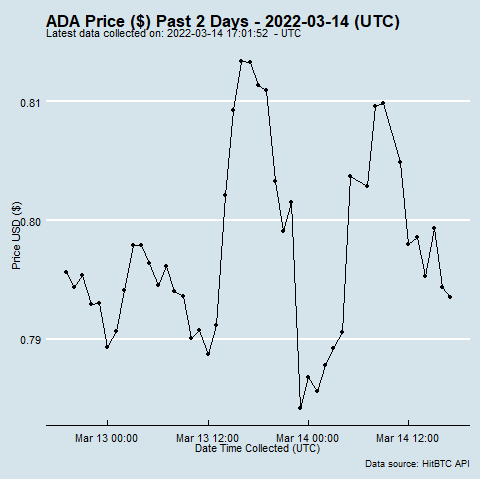 ADA Price ($) Past 2 Days - 2022-03-14 (UTC)
Latest data collected on: 2022-03-14 17:01:52 - UTC
0.81
0.80
0.79
Price USD ($)
Mar 13 00:00
Mar 13 12:00
Mar 14 00:00
Mar 14 12:00
Date Time Collected (UTC)
Data source: HitBTC API